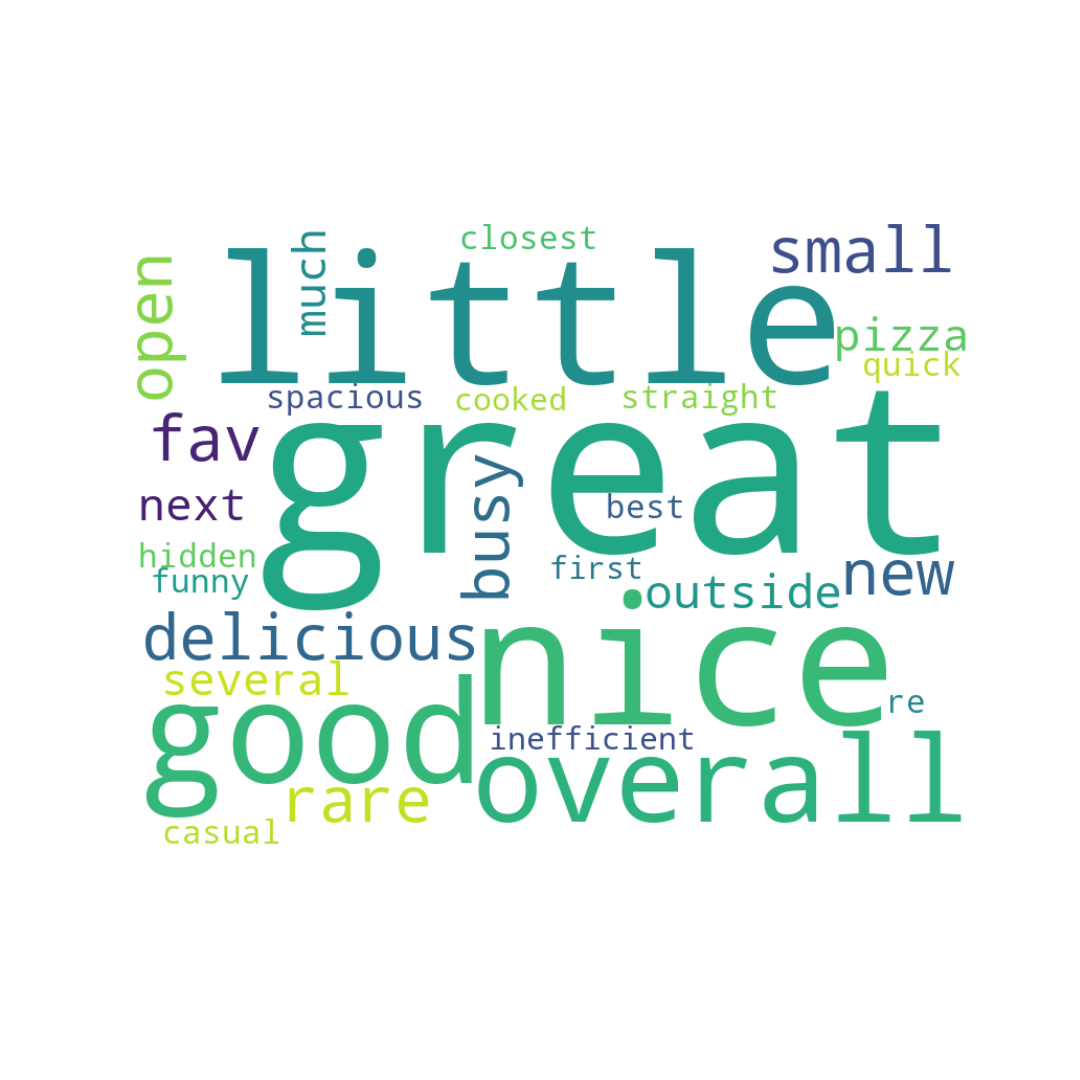 closest
small
much
open
little
pizza
quick
spacious
cooked
straight
fav
great
busy
next
best
hidden
first
funny
outside
new
delicious
nice
several
good
re
inefficient
overall
rare
casual